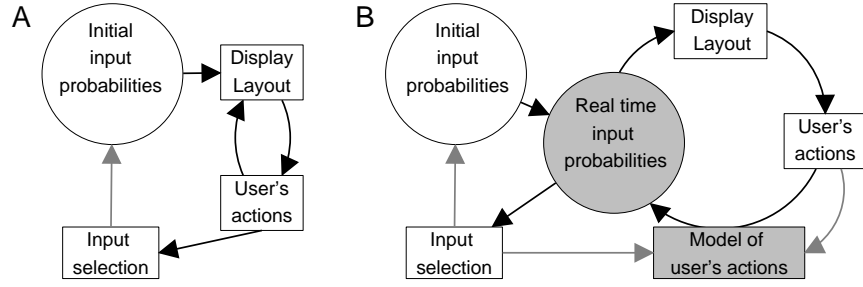 A
Initial
input
probabilities
Display
Layout
User's
actions
Input
selection
B
Initial
input
probabilities
Real time
input
probabilities
Display
Layout
User's
actions
Input
selection
Model of
user's actions